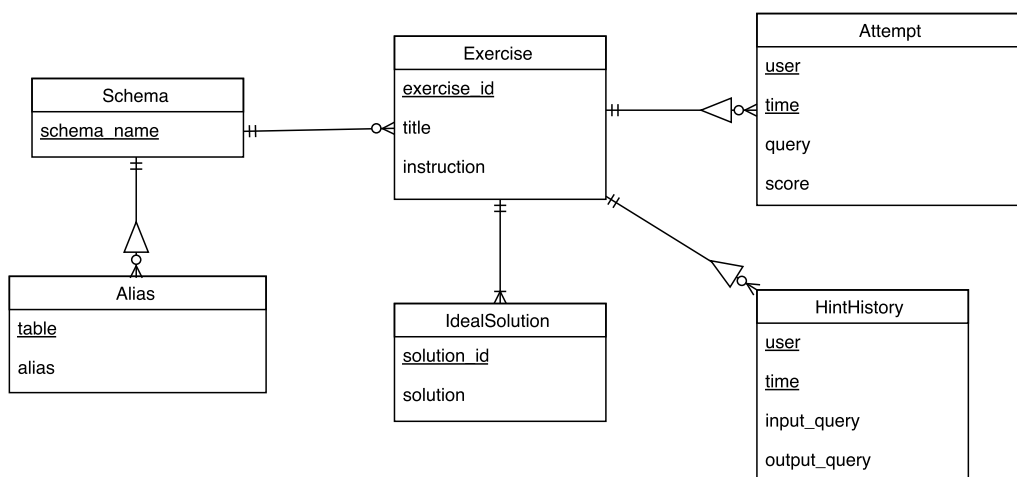 Schema
schema_name
Alias
table
alias
Exercise
exercise_id
title
instruction
IdealSolution
solution_id
solution
Attempt
user
time
query
score
HintHistory
user
time
input_query
output_query